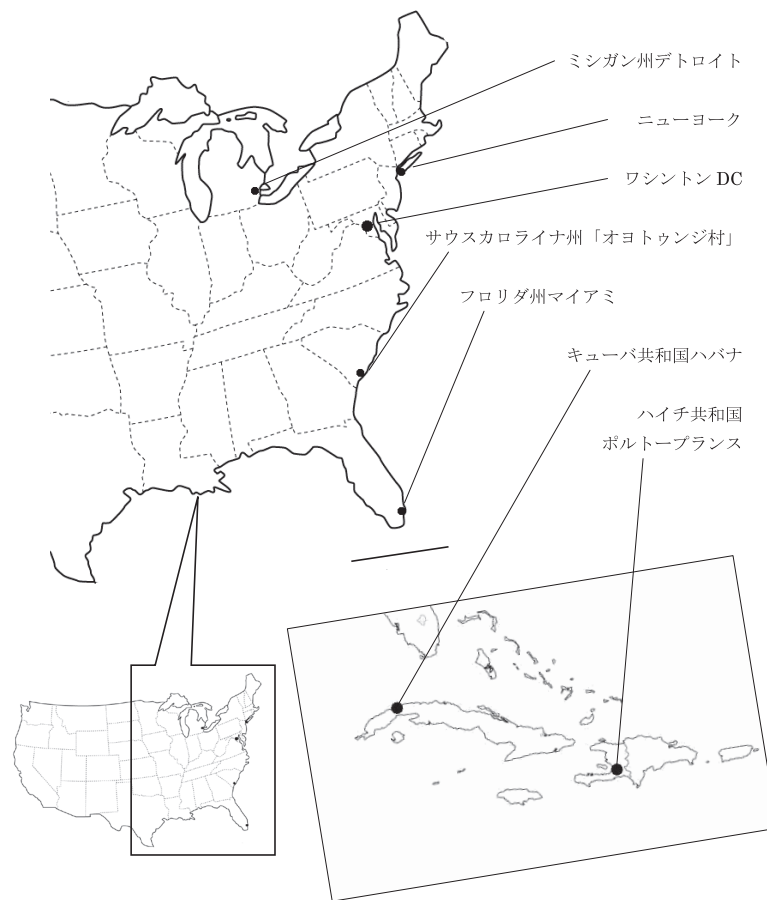 ミシガン州デトロイト
ニューヨーク
ワシントン DC
サウスカロライナ州「オヨトゥンジ村」
フロリダ州マイアミ
キューバ共和国ハバナ
ハイチ共和国
ポルトープランス